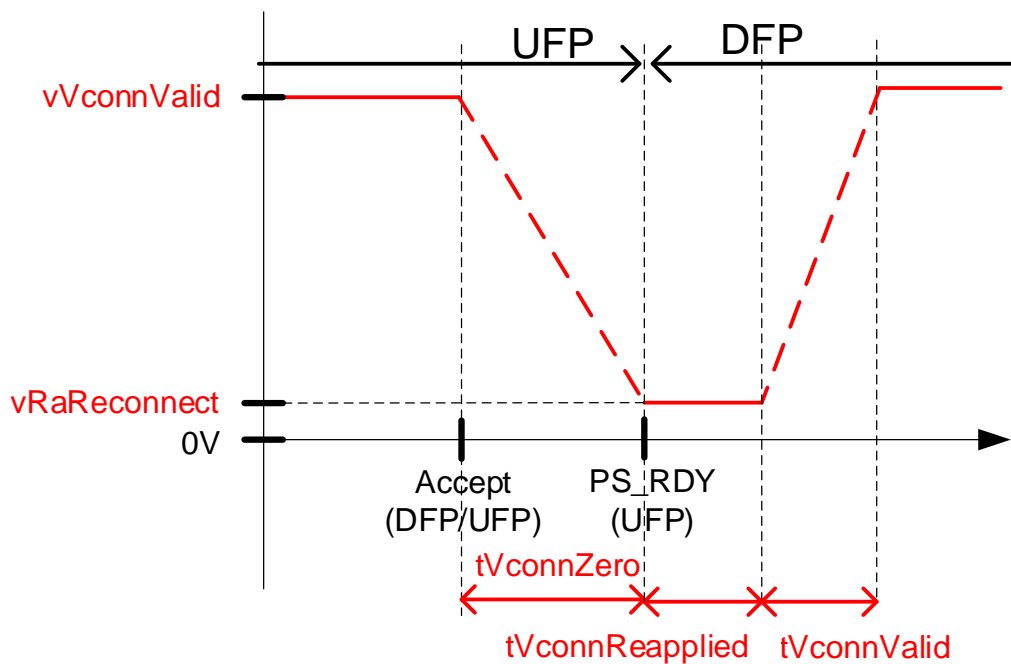 UFP
DFP
vVconnValid
vRaReconnect
0V
Accept
(DFP/UFP)
PS_RDY
(UFP)
tVconnZero
tVconnReapplied
tVconnValid